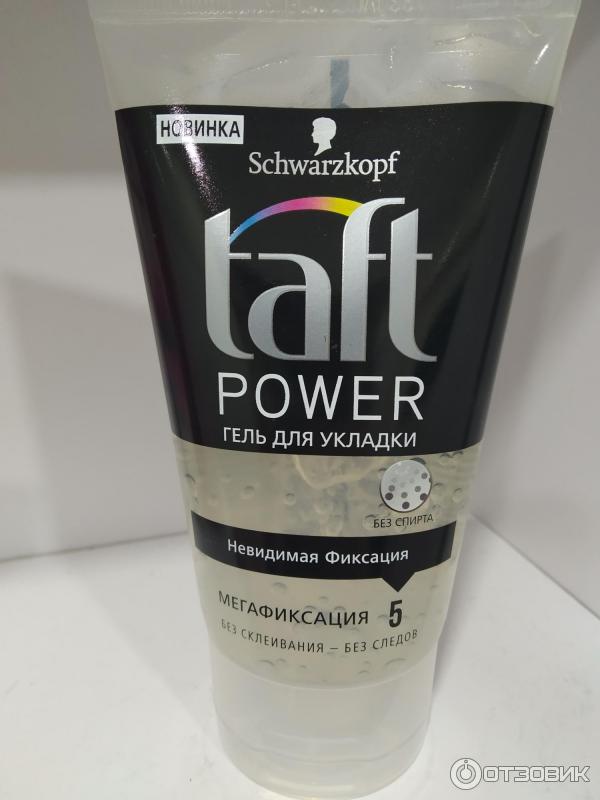 НОВИНКА
Schwarzkopf
taft
POWER
ГЕЛЬ ДЛЯ УКЛАДКИ
БЕЗ СПИРТА
Невидимая Фиксация
МЕГАФИКСАЦИЯ 5
БЕЗ СКЛЕИВАНИЯ – БЕЗ СЛЕДОВ
ОТЗОВИК